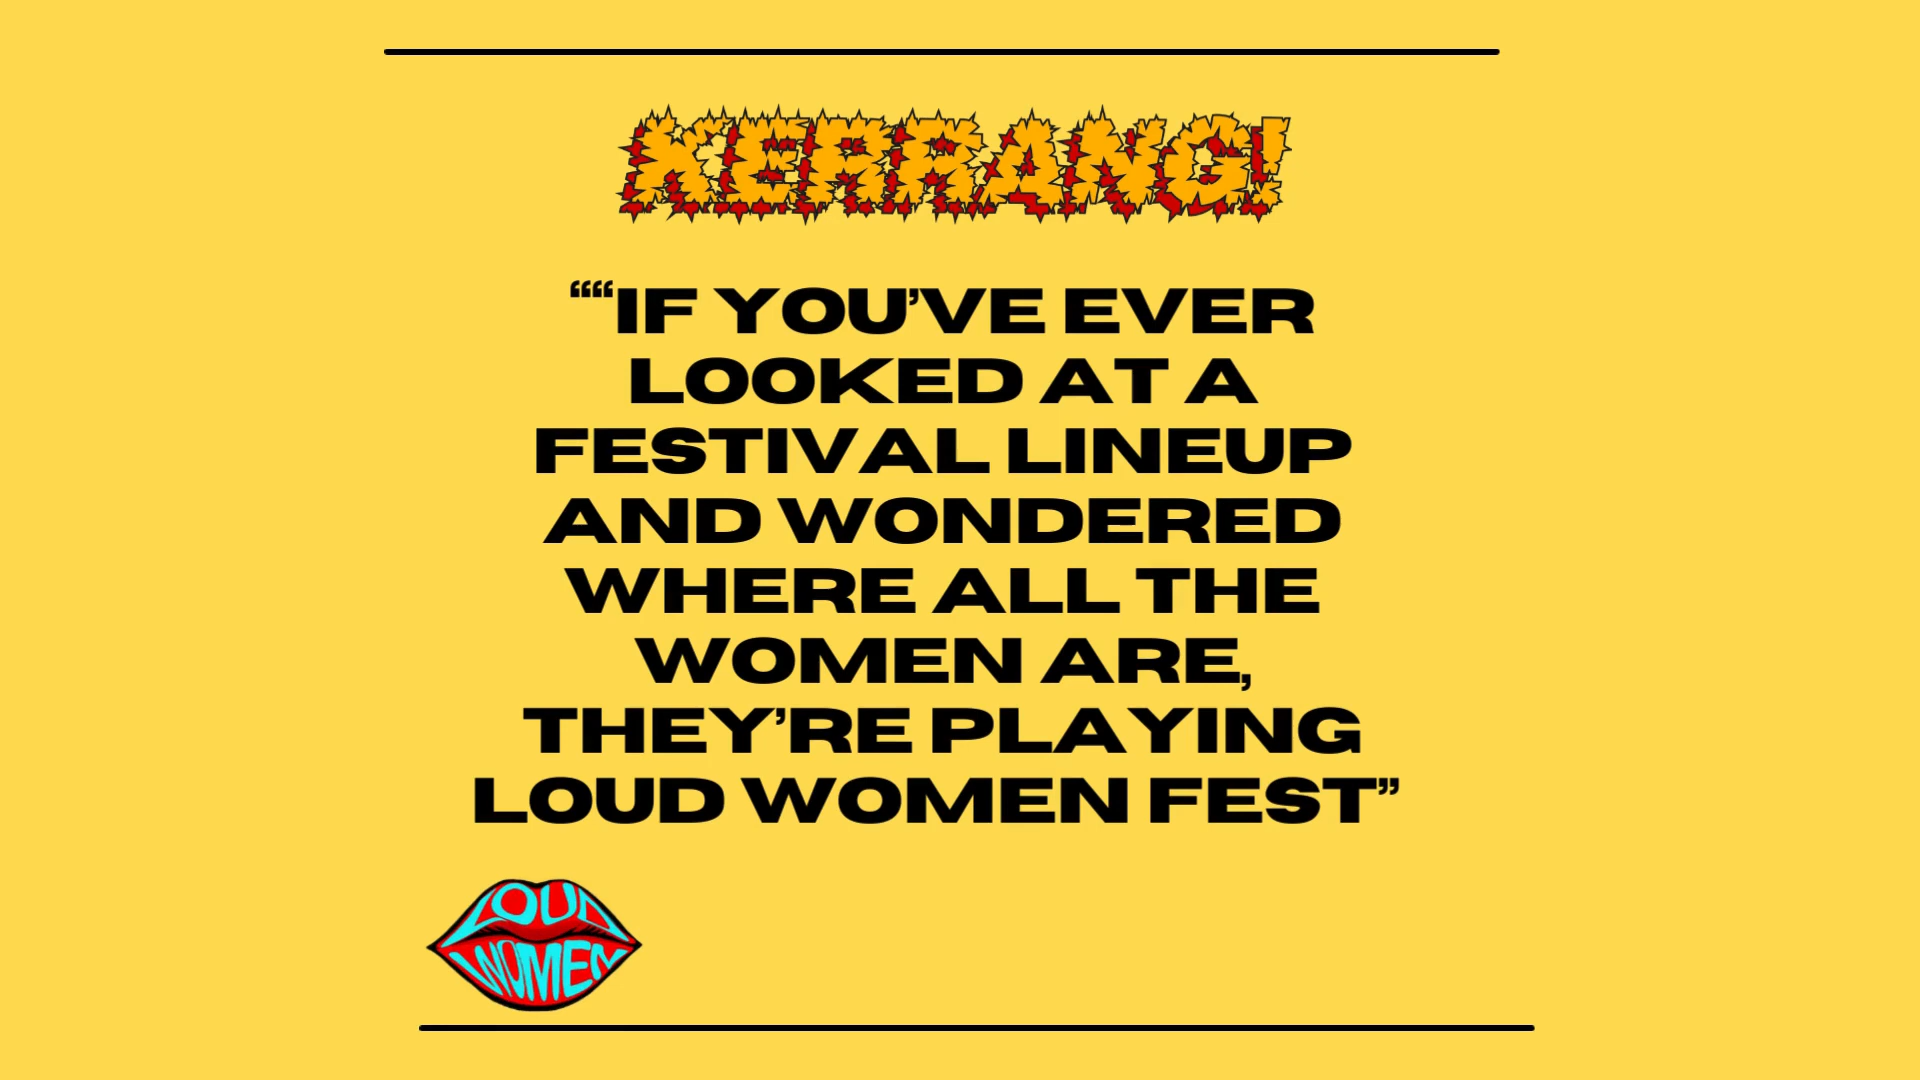 KERRANG!
““IF YOU’VE EVER
LOOKED AT A
FESTIVAL LINEUP
AND WONDERED
WHERE ALL THE
WOMEN ARE,
THEY’RE PLAYING
LOUD WOMEN FEST”
LOUD
WOMEN